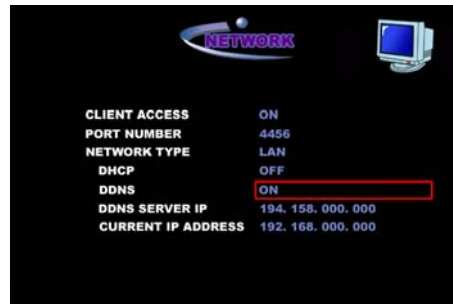 NETWORK
CLIENT ACCESS ON
PORT NUMBER 4456
NETWORK TYPE LAN
DHCP OFF
DDNS ON
DDNS SERVER IP 194. 158. 000. 000
CURRENT IP ADDRESS 192. 168. 000. 000